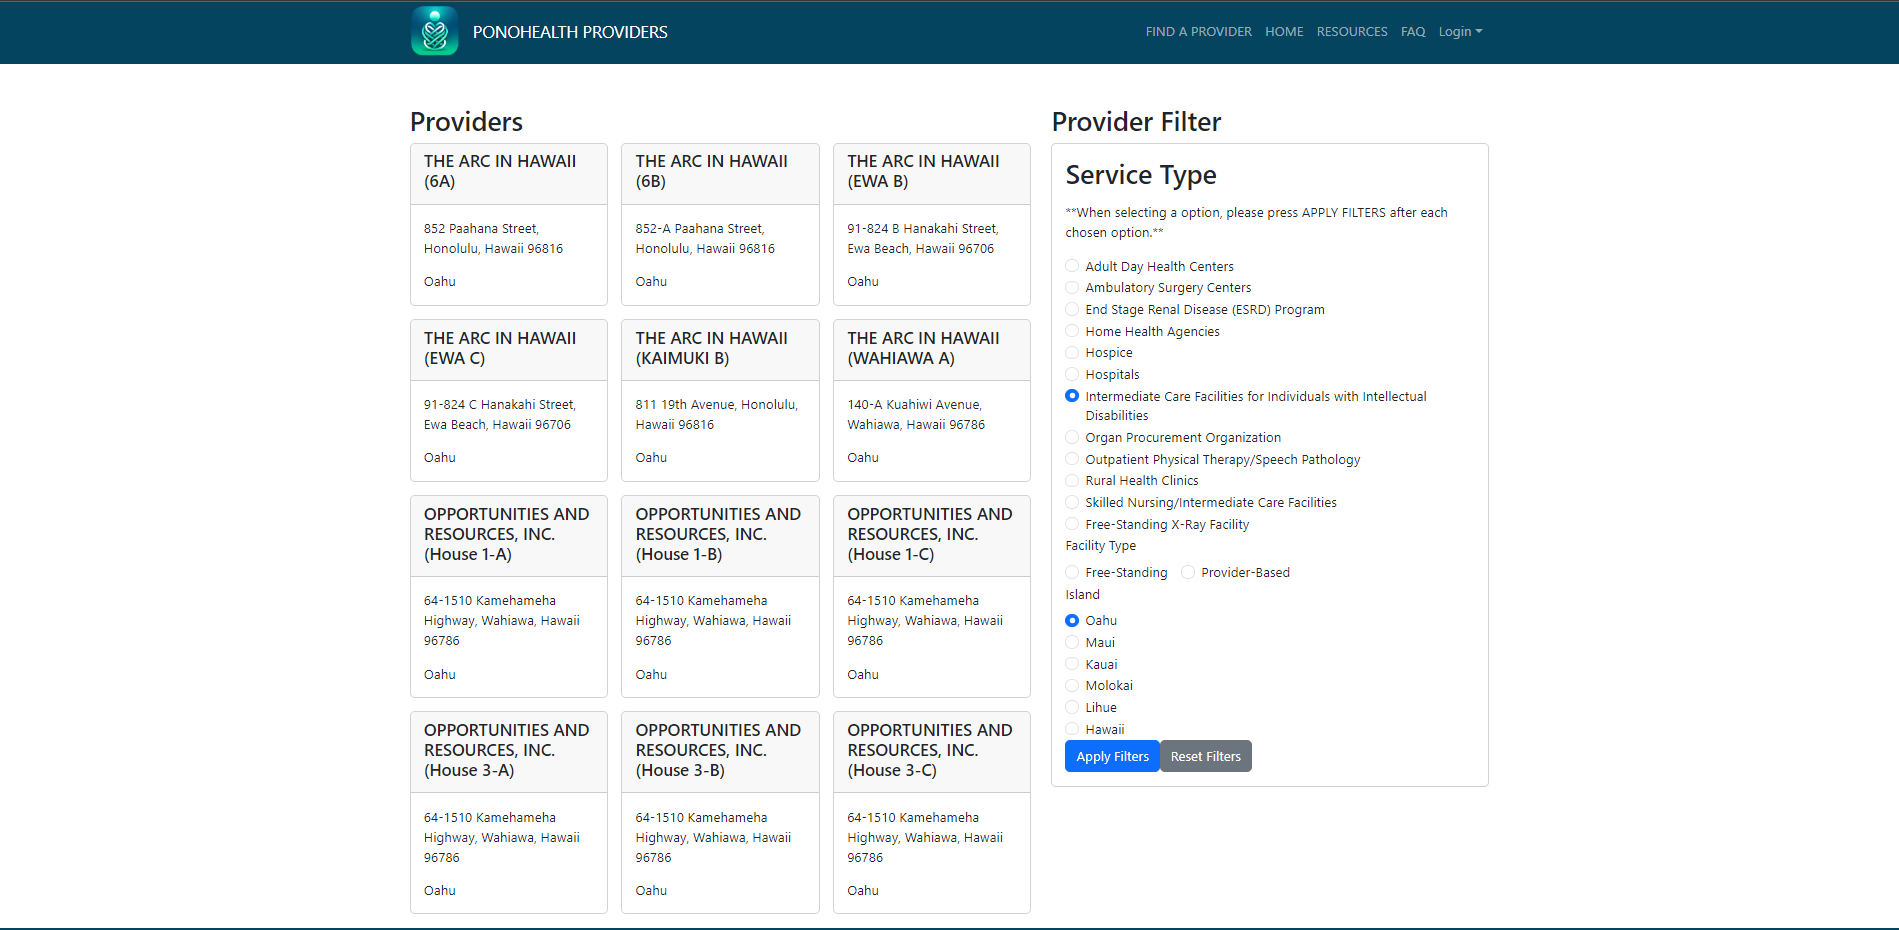 PONOHEALTH PROVIDERS
FIND A PROVIDER HOME RESOURCES FAQ Login
Providers
THE ARC IN HAWAII
(6A)
852 Paahana Street,
Honolulu, Hawaii 96816
Oahu
THE ARC IN HAWAII
(6B)
852-A Paahana Street,
Honolulu, Hawaii 96816
Oahu
THE ARC IN HAWAII
(EWA B)
91-824 B Hanakahi Street,
Ewa Beach, Hawaii 96706
Oahu
THE ARC IN HAWAII
(EWA C)
91-824 C Hanakahi Street,
Ewa Beach, Hawaii 96706
Oahu
THE ARC IN HAWAII
(KAIMUKI B)
811 19th Avenue, Honolulu,
Hawaii 96816
Oahu
THE ARC IN HAWAII
(WAHIAWA A)
140-A Kuahiwi Avenue,
Wahiawa, Hawaii 96786
Oahu
OPPORTUNITIES AND
RESOURCES, INC.
(House 1-A)
64-1510 Kamehameha
Highway, Wahiawa, Hawaii
96786
Oahu
OPPORTUNITIES AND
RESOURCES, INC.
(House 1-B)
64-1510 Kamehameha
Highway, Wahiawa, Hawaii
96786
Oahu
OPPORTUNITIES AND
RESOURCES, INC.
(House 1-C)
64-1510 Kamehameha
Highway, Wahiawa, Hawaii
96786
Oahu
OPPORTUNITIES AND
RESOURCES, INC.
(House 3-A)
64-1510 Kamehameha
Highway, Wahiawa, Hawaii
96786
Oahu
OPPORTUNITIES AND
RESOURCES, INC.
(House 3-B)
64-1510 Kamehameha
Highway, Wahiawa, Hawaii
96786
Oahu
OPPORTUNITIES AND
RESOURCES, INC.
(House 3-C)
64-1510 Kamehameha
Highway, Wahiawa, Hawaii
96786
Oahu
Provider Filter
Service Type
**When selecting a option, please press APPLY FILTERS after each
chosen option.**
Adult Day Health Centers
Ambulatory Surgery Centers
End Stage Renal Disease (ESRD) Program
Home Health Agencies
Hospice
Hospitals
Intermediate Care Facilities for Individuals with Intellectual
Disabilities
Organ Procurement Organization
Outpatient Physical Therapy/Speech Pathology
Rural Health Clinics
Skilled Nursing/Intermediate Care Facilities
Free-Standing X-Ray Facility
Facility Type
Free-Standing Provider-Based
Island
Oahu
Maui
Kauai
Molokai
Lihue
Hawaii
Apply Filters Reset Filters